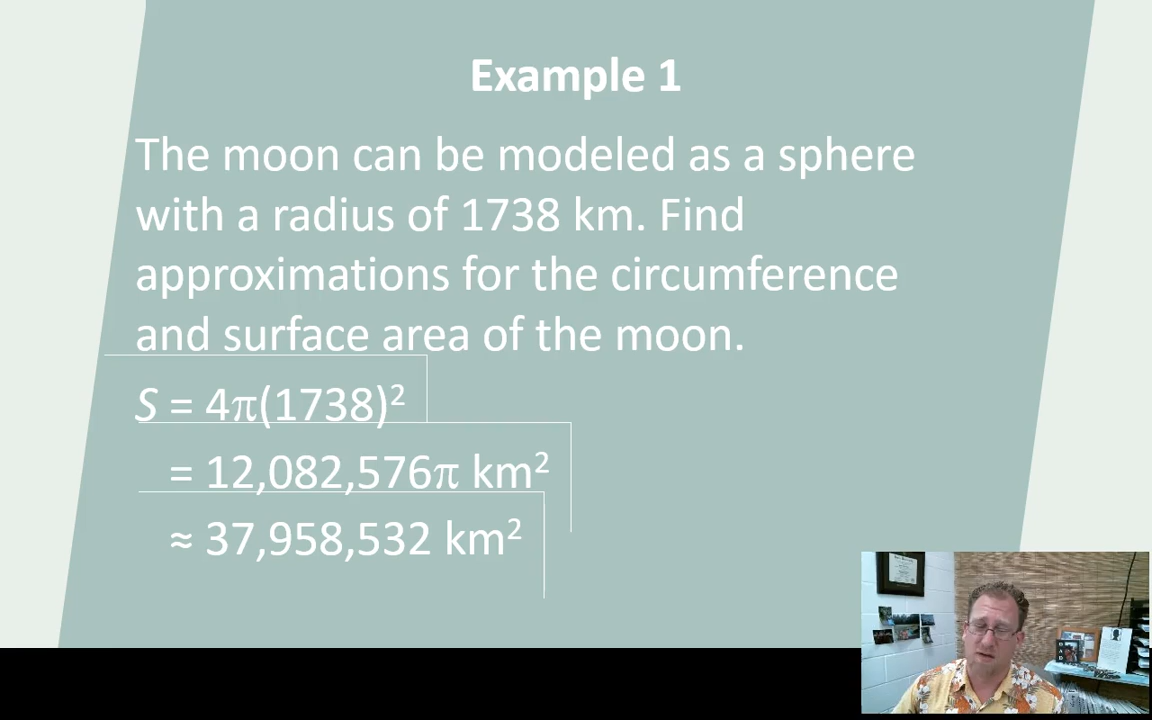 Example 1
The moon can be modeled as a sphere
with a radius of 1738 km. Find
approximations for the circumference
and surface area of the moon.
S = 4π(1738)²
= 12,082,576π km²
≈ 37,958,532 km²